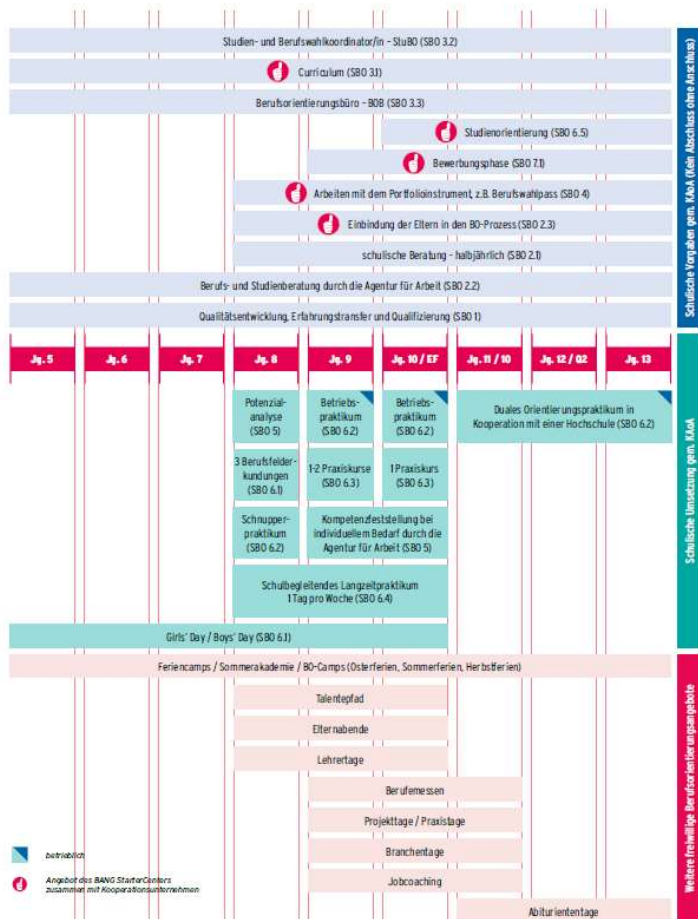 Studien- und Berufswahlkoordinator/in - StuBO (SBO 3.2)
Curriculum (SBO 3.1)
Berufsorientierungsbüro - BOB (SBO 3.3)
Studienorientierung (SBO 6.5)
Bewerbungsphase (SBO 7.1)
Arbeiten mit dem Portfolioinstrument, z.B. Berufswahlpass (SBO 4)
Einbindung der Eltern in den BO-Prozess (SBO 2.3)
schulische Beratung - halbjährlich (SBO 2.1)
Berufs- und Studienberatung durch die Agentur für Arbeit (SBO 2.2)
Qualitätsentwicklung, Erfahrungstransfer und Qualifizierung (SBO 1)
Schulische Vorgaben gem. KAoA (Kein Abschluss ohne Anschluss)
Jg. 5
Jg. 6
Jg. 7
Jg. 8
Jg. 9
Jg. 10 / EF
Jg. 11 / 10
Jg. 12 / Q2
Jg. 13
Potenzial-
analyse
(SBO 5)
Betriebs-
praktikum
(SBO 6.2)
Betriebs-
praktikum
(SBO 6.2)
Duales Orientierungspraktikum in
Kooperation mit einer Hochschule (SBO 6.2)
3 Berufsfelder-
kundungen
(SBO 6.1)
1-2 Praxiskurse
(SBO 6.3)
1 Praxiskurs
(SBO 6.3)
Schnupper-
praktikum
(SBO 6.2)
Kompetenzfeststellung bei
individuellem Bedarf durch die
Agentur für Arbeit (SBO 5)
Schulbegleitendes Langzeitpraktikum
1 Tag pro Woche (SBO 6.4)
Girls' Day / Boys' Day (SBO 6.1)
Schulische Umsetzung gem. KAoA
Feriencamps / Sommerakademie / BO-Camps (Osterferien, Sommerferien, Herbstferien)
Talentepfad
Elternabende
Lehrertage
Berufemessen
Projekttage / Praxistage
Branchentage
Jobcoaching
Abituriententage
Weitere freiwillige Berufsorientierungsangebote
betrieblich
Angebot des BANG StarterCenters
zusammen mit Kooperationsunternehmen